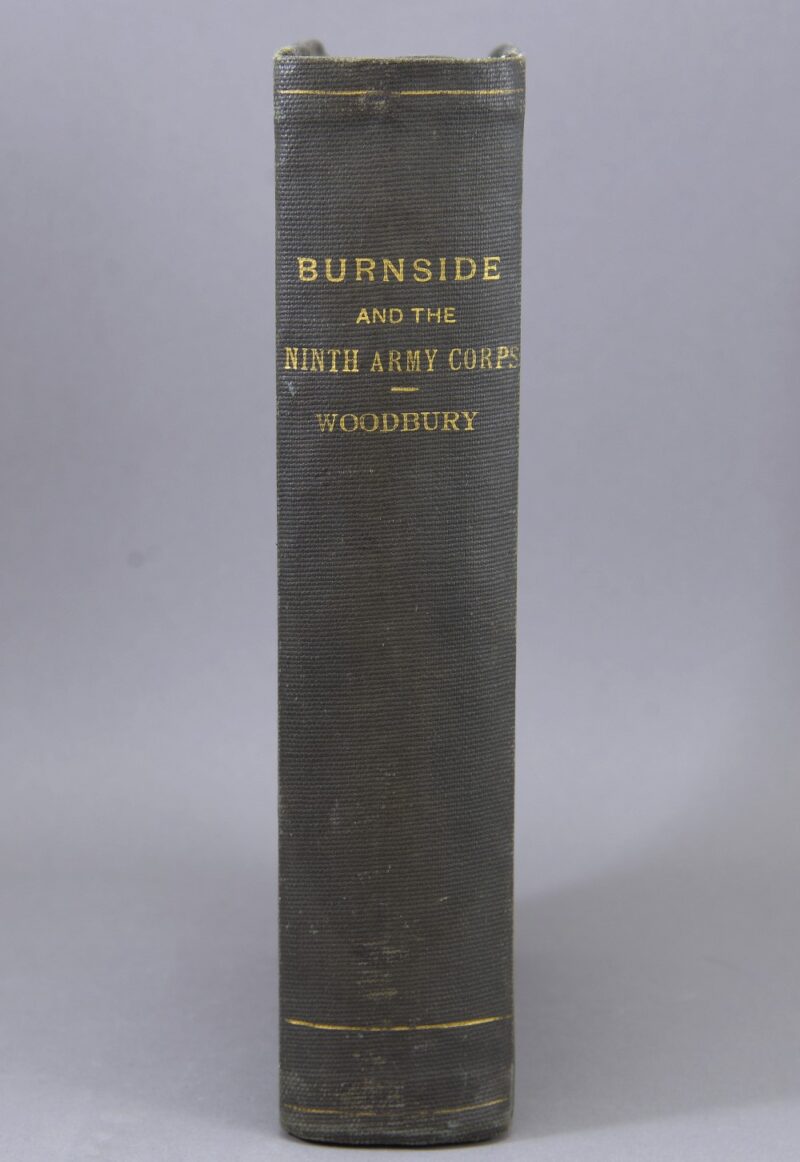 BURNSIDE
AND THE
NINTH ARMY CORPS
WOODBURY